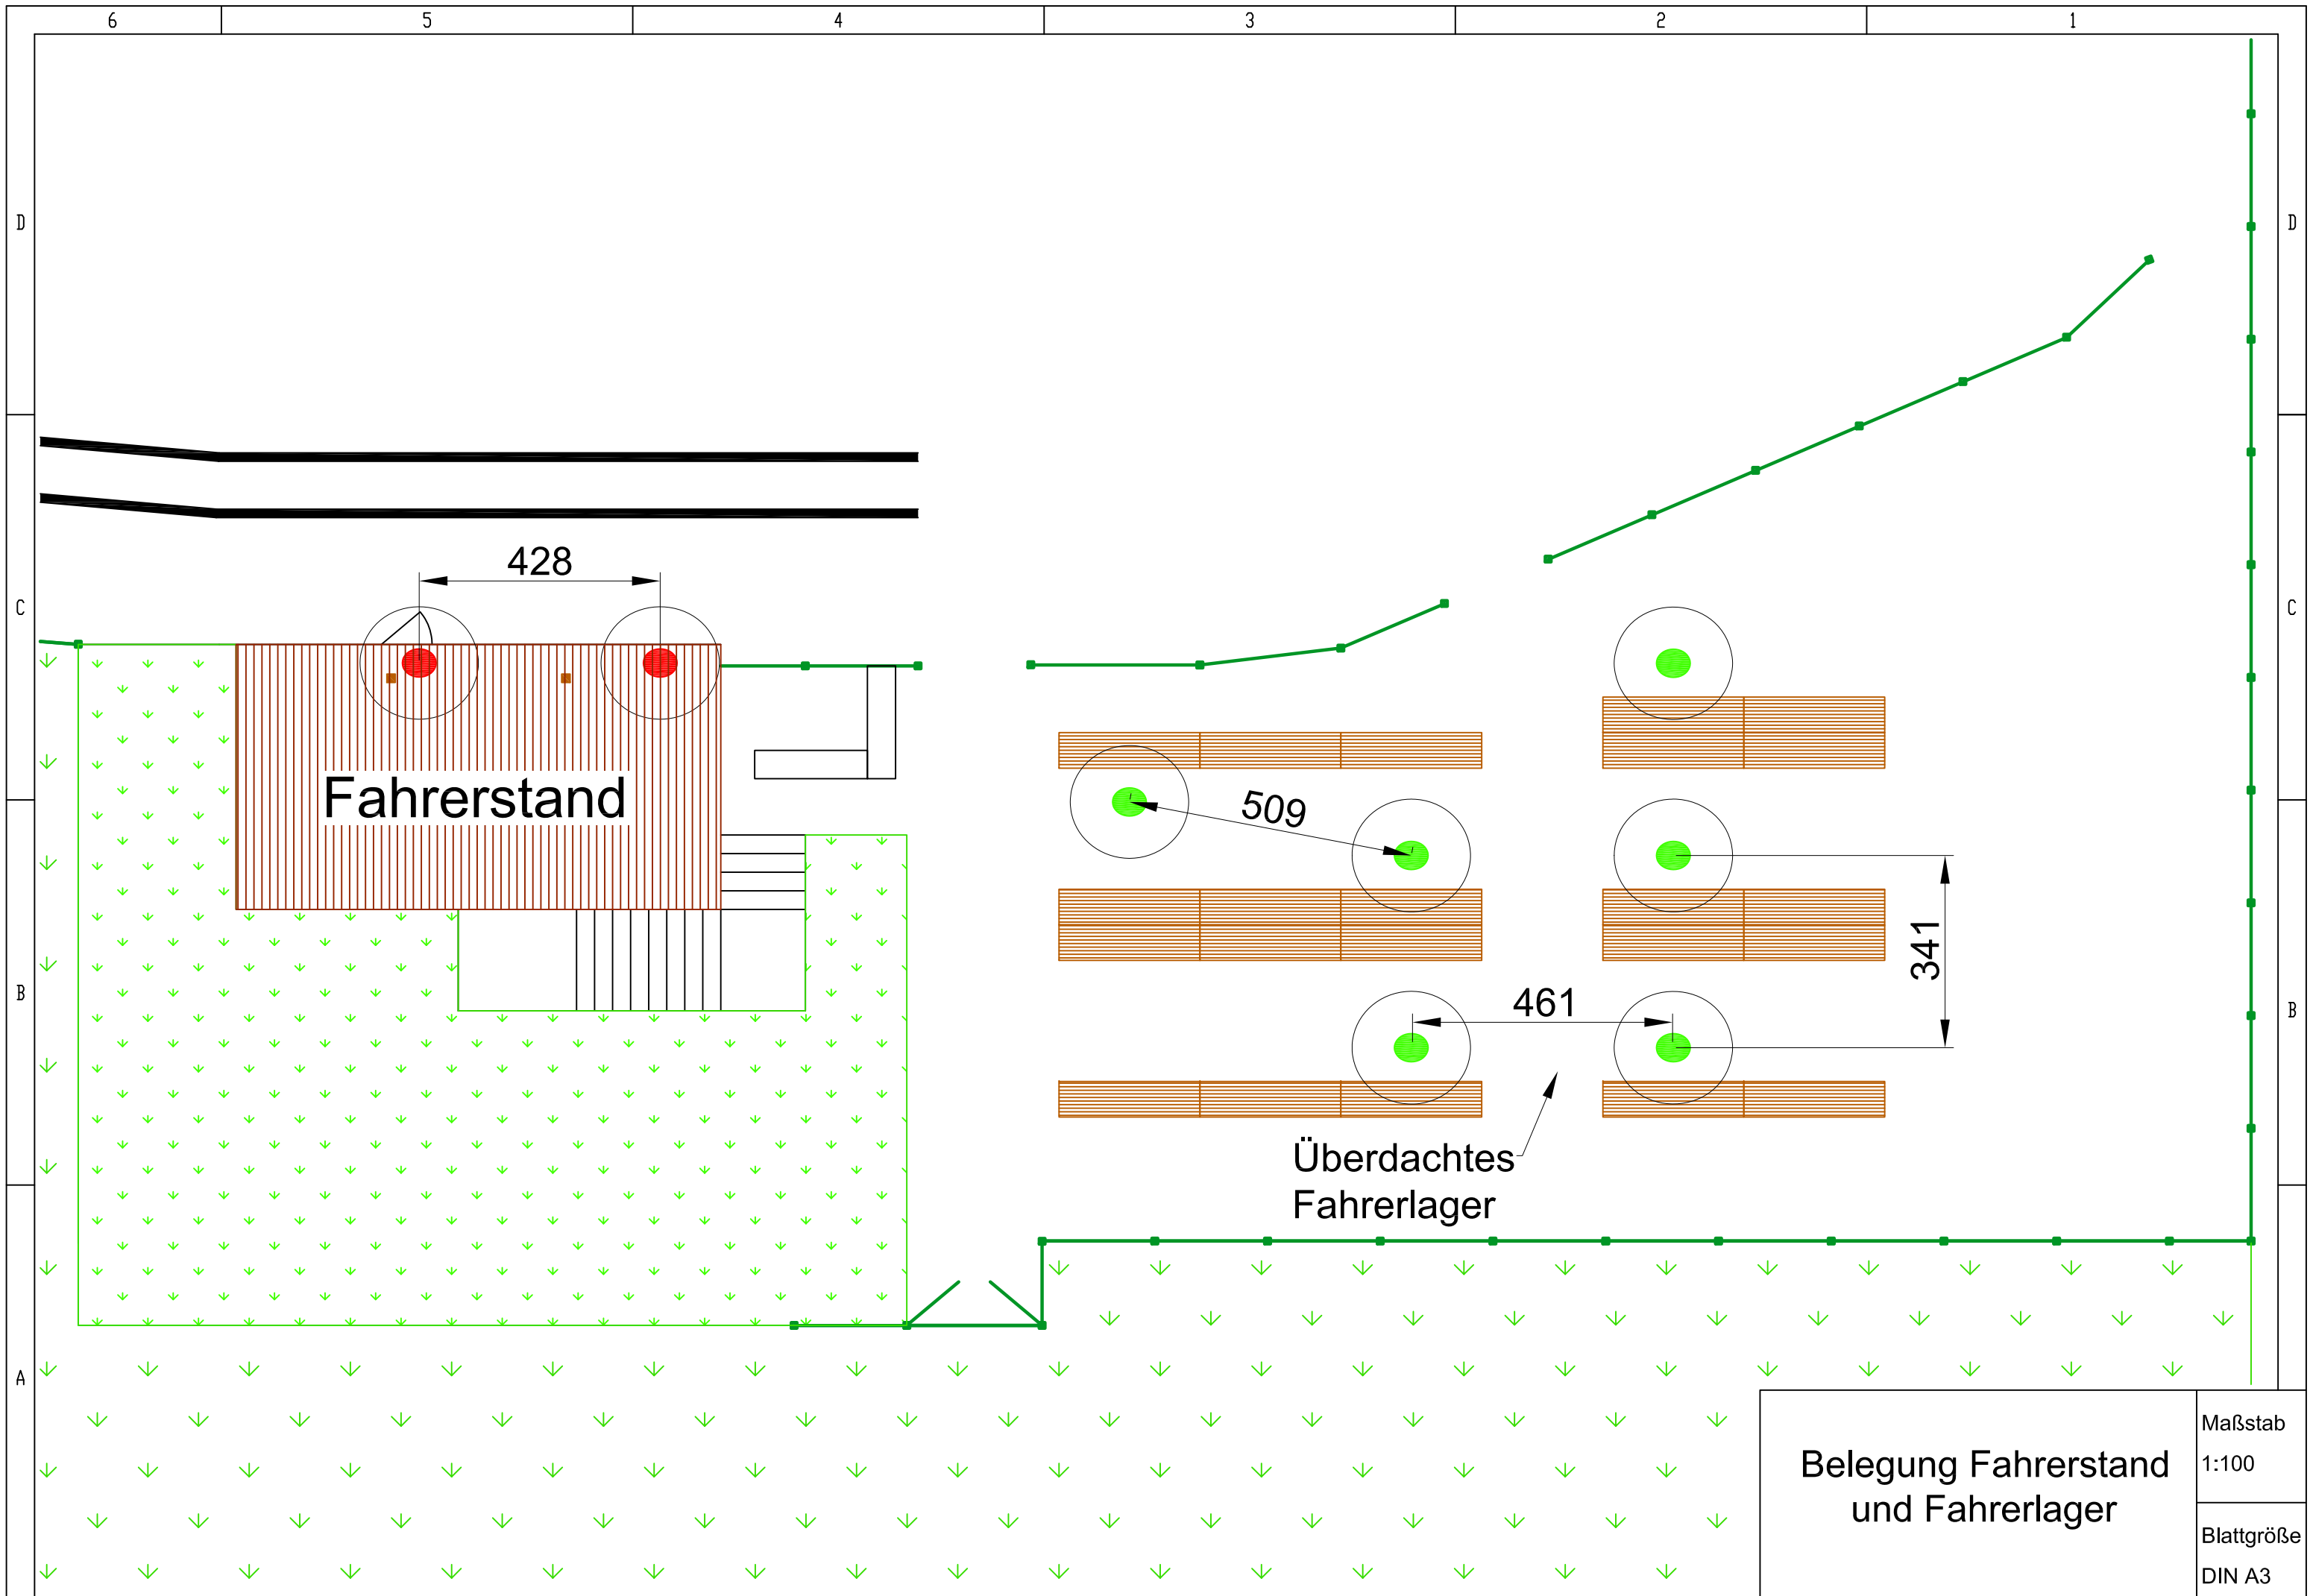 6 5 4 3 2 1
D D
428
C C
Fahrerstand
509
341
461
B B
Überdachtes
Fahrerlager
A
Belegung Fahrerstand
und Fahrerlager
Maßstab
1:100
Blattgröße
DIN A3